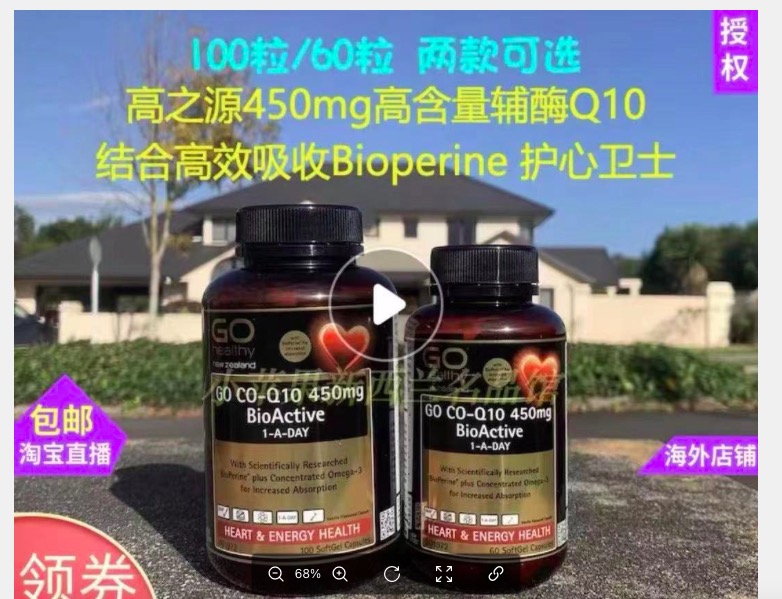 授权
100粒/60粒 两款可选
高之源450mg高含量辅酶Q10
结合高效吸收Bioperine 护心卫士
GO
healthy
new zealand
GO CO-Q10 450mg
BioActive
1-A-DAY
With Scientifically Researched
BioPerine® plus Concentrated Omega-3
for Increased Absorption
HEART & ENERGY HEALTH
100 SoftGel Capsules
GO
healthy
GO CO-Q10 450mg
BioActive
1-A-DAY
With Scientifically Researched
BioPerine® plus Concentrated Omega-3
for Increased Absorption
HEART & ENERGY HEALTH
60 SoftGel Capsules
新西兰名品馆
包邮
淘宝直播
海外店铺
领券
68%